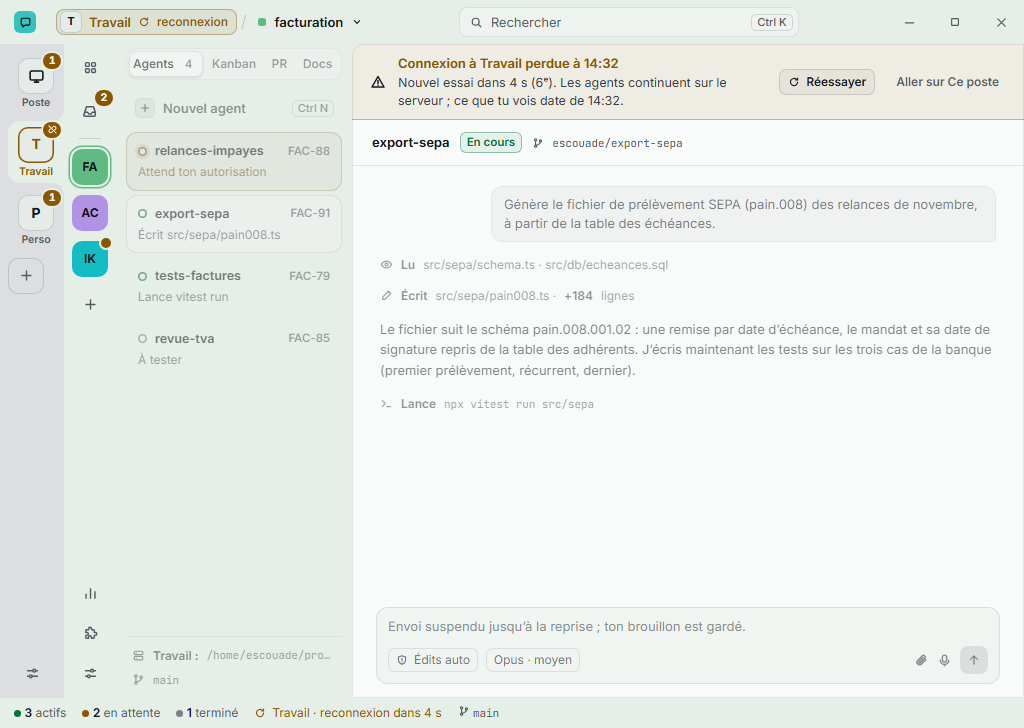 T Travail reconnexion / facturation
Rechercher Ctrl K
1
Poste
T
Travail
1
P
Perso
2
FA
AC
IK
Agents 4 Kanban PR Docs
Nouvel agent Ctrl N
relances-impayes FAC-88
Attend ton autorisation
export-sepa FAC-91
Écrit src/sepa/pain008.ts
tests-factures FAC-79
Lance vitest run
revue-tva FAC-85
À tester
Travail : /home/escouade/pro…
main
Connexion à Travail perdue à 14:32
Nouvel essai dans 4 s (6ᵉ). Les agents continuent sur le
serveur ; ce que tu vois date de 14:32.
Réessayer Aller sur Ce poste
export-sepa En cours escouade/export-sepa
Génère le fichier de prélèvement SEPA (pain.008) des relances de novembre,
à partir de la table des échéances.
Lu src/sepa/schema.ts · src/db/echeances.sql
Écrit src/sepa/pain008.ts · +184 lignes
Le fichier suit le schéma pain.008.001.02 : une remise par date d’échéance, le mandat et sa date de
signature repris de la table des adhérents. J’écris maintenant les tests sur les trois cas de la banque
(premier prélèvement, récurrent, dernier).
Lance npx vitest run src/sepa
Envoi suspendu jusqu’à la reprise ; ton brouillon est gardé.
Édits auto Opus · moyen
3 actifs 2 en attente 1 terminé Travail · reconnexion dans 4 s main